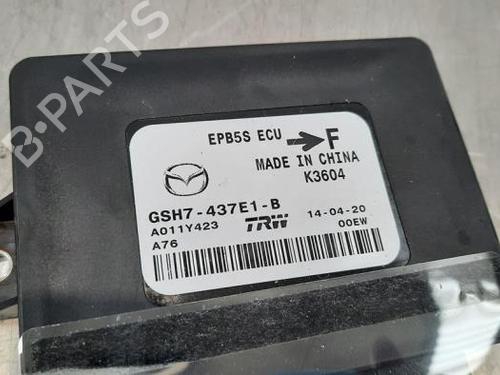 EPB5S ECU → F
MADE IN CHINA
K3604
GSH7-437E1-B
A011Y423 TRW 14-04-20
A76 00EW
B-PARTS